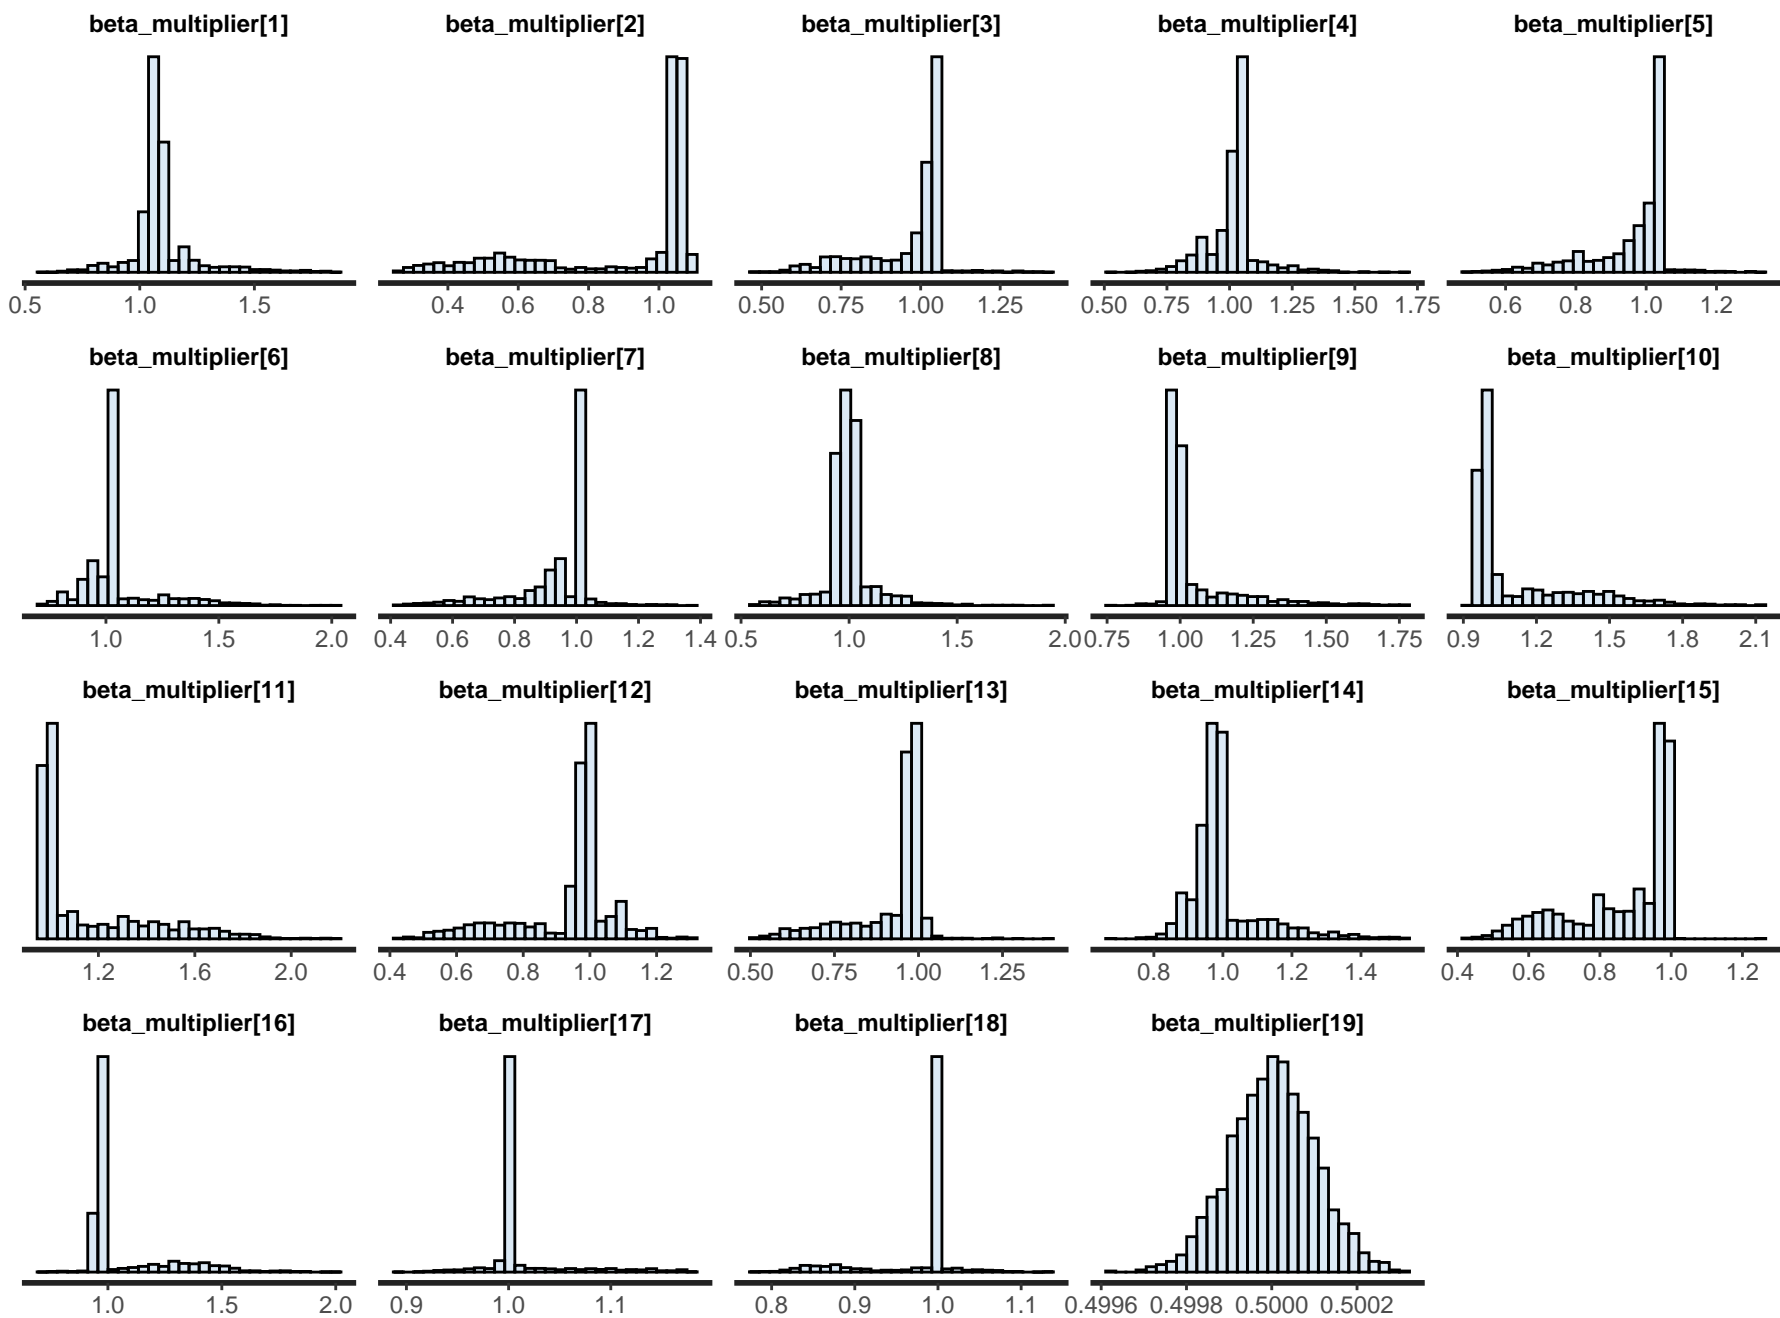 beta_multiplier[1] beta_multiplier[2] beta_multiplier[3] beta_multiplier[4] beta_multiplier[5]
0.5 1.0 1.5 0.4 0.6 0.8 1.0 0.50 0.75 1.00 1.25 0.50 0.75 1.00 1.25 1.50 1.75 0.6 0.8 1.0 1.2
beta_multiplier[6] beta_multiplier[7] beta_multiplier[8] beta_multiplier[9] beta_multiplier[10]
1.0 1.5 2.0 0.4 0.6 0.8 1.0 1.2 1.4 0.5 1.0 1.5 2.0 0.75 1.00 1.25 1.50 1.75 0.9 1.2 1.5 1.8 2.1
beta_multiplier[11] beta_multiplier[12] beta_multiplier[13] beta_multiplier[14] beta_multiplier[15]
1.2 1.6 2.0 0.4 0.6 0.8 1.0 1.2 0.50 0.75 1.00 1.25 0.8 1.0 1.2 1.4 0.4 0.6 0.8 1.0 1.2
beta_multiplier[16] beta_multiplier[17] beta_multiplier[18] beta_multiplier[19]
1.0 1.5 2.0 0.9 1.0 1.1 0.8 0.9 1.0 1.1 0.4996 0.4998 0.5000 0.5002